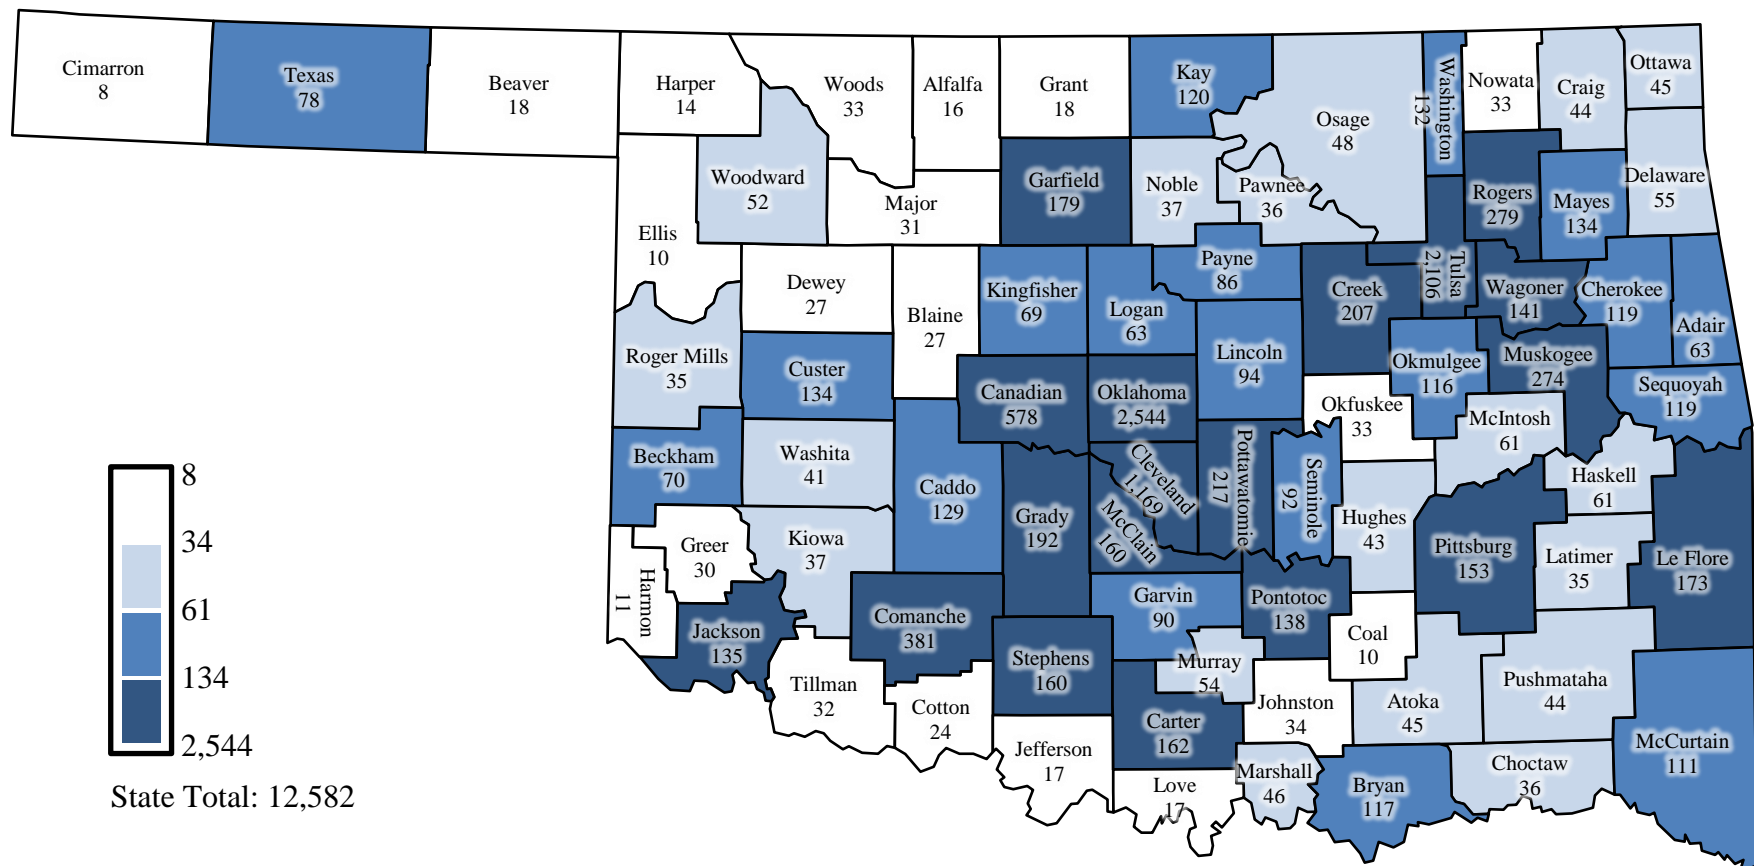 Cimarron
8
Texas
78
Beaver
18
Harper
14
Woods
33
Alfalfa
16
Grant
18
Kay
120
Osage
48
Washington
132
Nowata
33
Craig
44
Ottawa
45
Woodward
52
Major
31
Garfield
179
Noble
37
Pawnee
36
Rogers
279
Mayes
134
Delaware
55
Ellis
10
Dewey
27
Blaine
27
Kingfisher
69
Logan
63
Payne
86
Creek
207
Tulsa
2,106
Wagoner
141
Cherokee
119
Adair
63
Roger Mills
35
Custer
134
Canadian
578
Oklahoma
2,544
Lincoln
94
Okmulgee
116
Muskogee
274
Sequoyah
119
Okfuskee
33
McIntosh
61
Beckham
70
Washita
41
Caddo
129
Grady
192
Cleveland
1,169
McClain
160
Pottawatomie
217
Seminole
92
Hughes
43
Haskell
61
Pittsburg
153
Latimer
35
Le Flore
173
Greer
30
Harmon
11
Kiowa
37
Jackson
135
Comanche
381
Garvin
90
Pontotoc
138
Coal
10
Stephens
160
Murray
54
Tillman
32
Cotton
24
Carter
162
Johnston
34
Atoka
45
Pushmataha
44
McCurtain
111
Jefferson
17
Love
17
Marshall
46
Bryan
117
Choctaw
36
8
34
61
134
2,544
State Total: 12,582